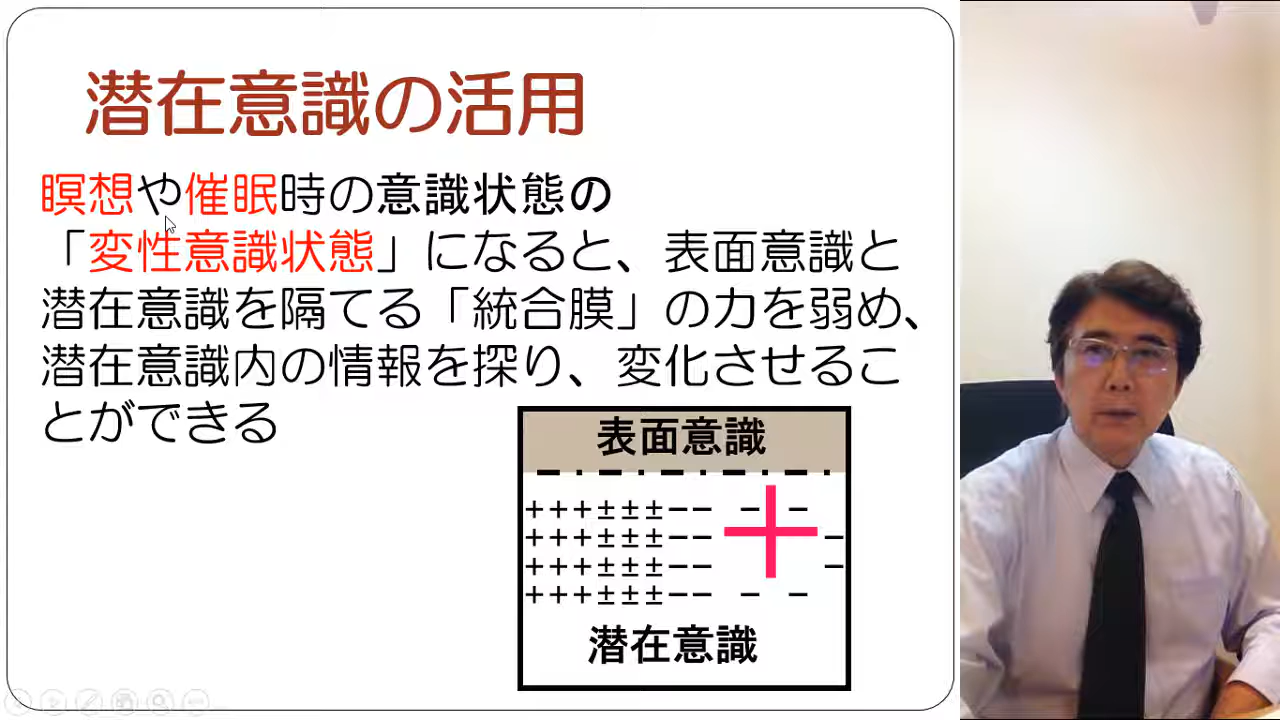 潜在意識の活用
瞑想や催眠時の意識状態の
「変性意識状態」になると、表面意識と
潜在意識を隔てる「統合膜」の力を弱め、
潜在意識内の情報を探り、変化させるこ
とができる
表面意識
+++±±±−− − −
+++±±±−− −
+++±±±−− −
+++±±±−− − −
潜在意識